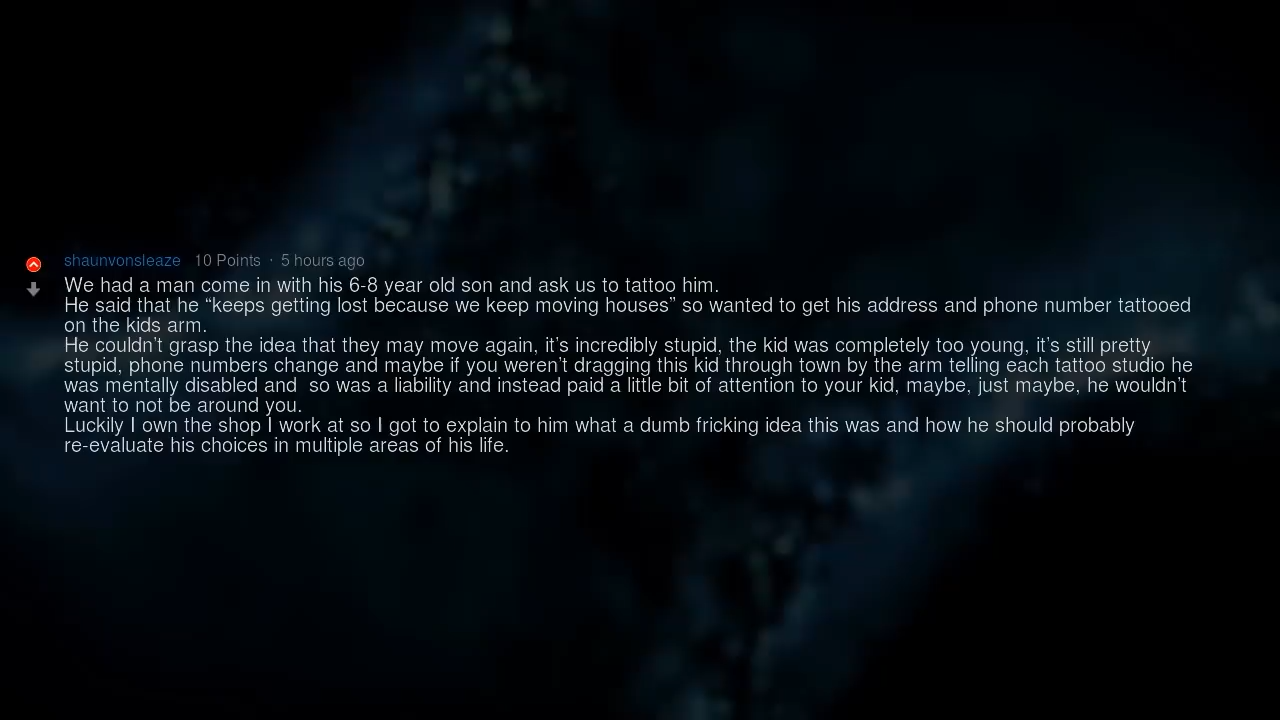 shaunvonsleaze 10 Points · 5 hours ago
We had a man come in with his 6-8 year old son and ask us to tattoo him.
He said that he “keeps getting lost because we keep moving houses” so wanted to get his address and phone number tattooed
on the kids arm.
He couldn’t grasp the idea that they may move again, it’s incredibly stupid, the kid was completely too young, it’s still pretty
stupid, phone numbers change and maybe if you weren’t dragging this kid through town by the arm telling each tattoo studio he
was mentally disabled and  so was a liability and instead paid a little bit of attention to your kid, maybe, just maybe, he wouldn’t
want to not be around you.
Luckily I own the shop I work at so I got to explain to him what a dumb fricking idea this was and how he should probably
re-evaluate his choices in multiple areas of his life.